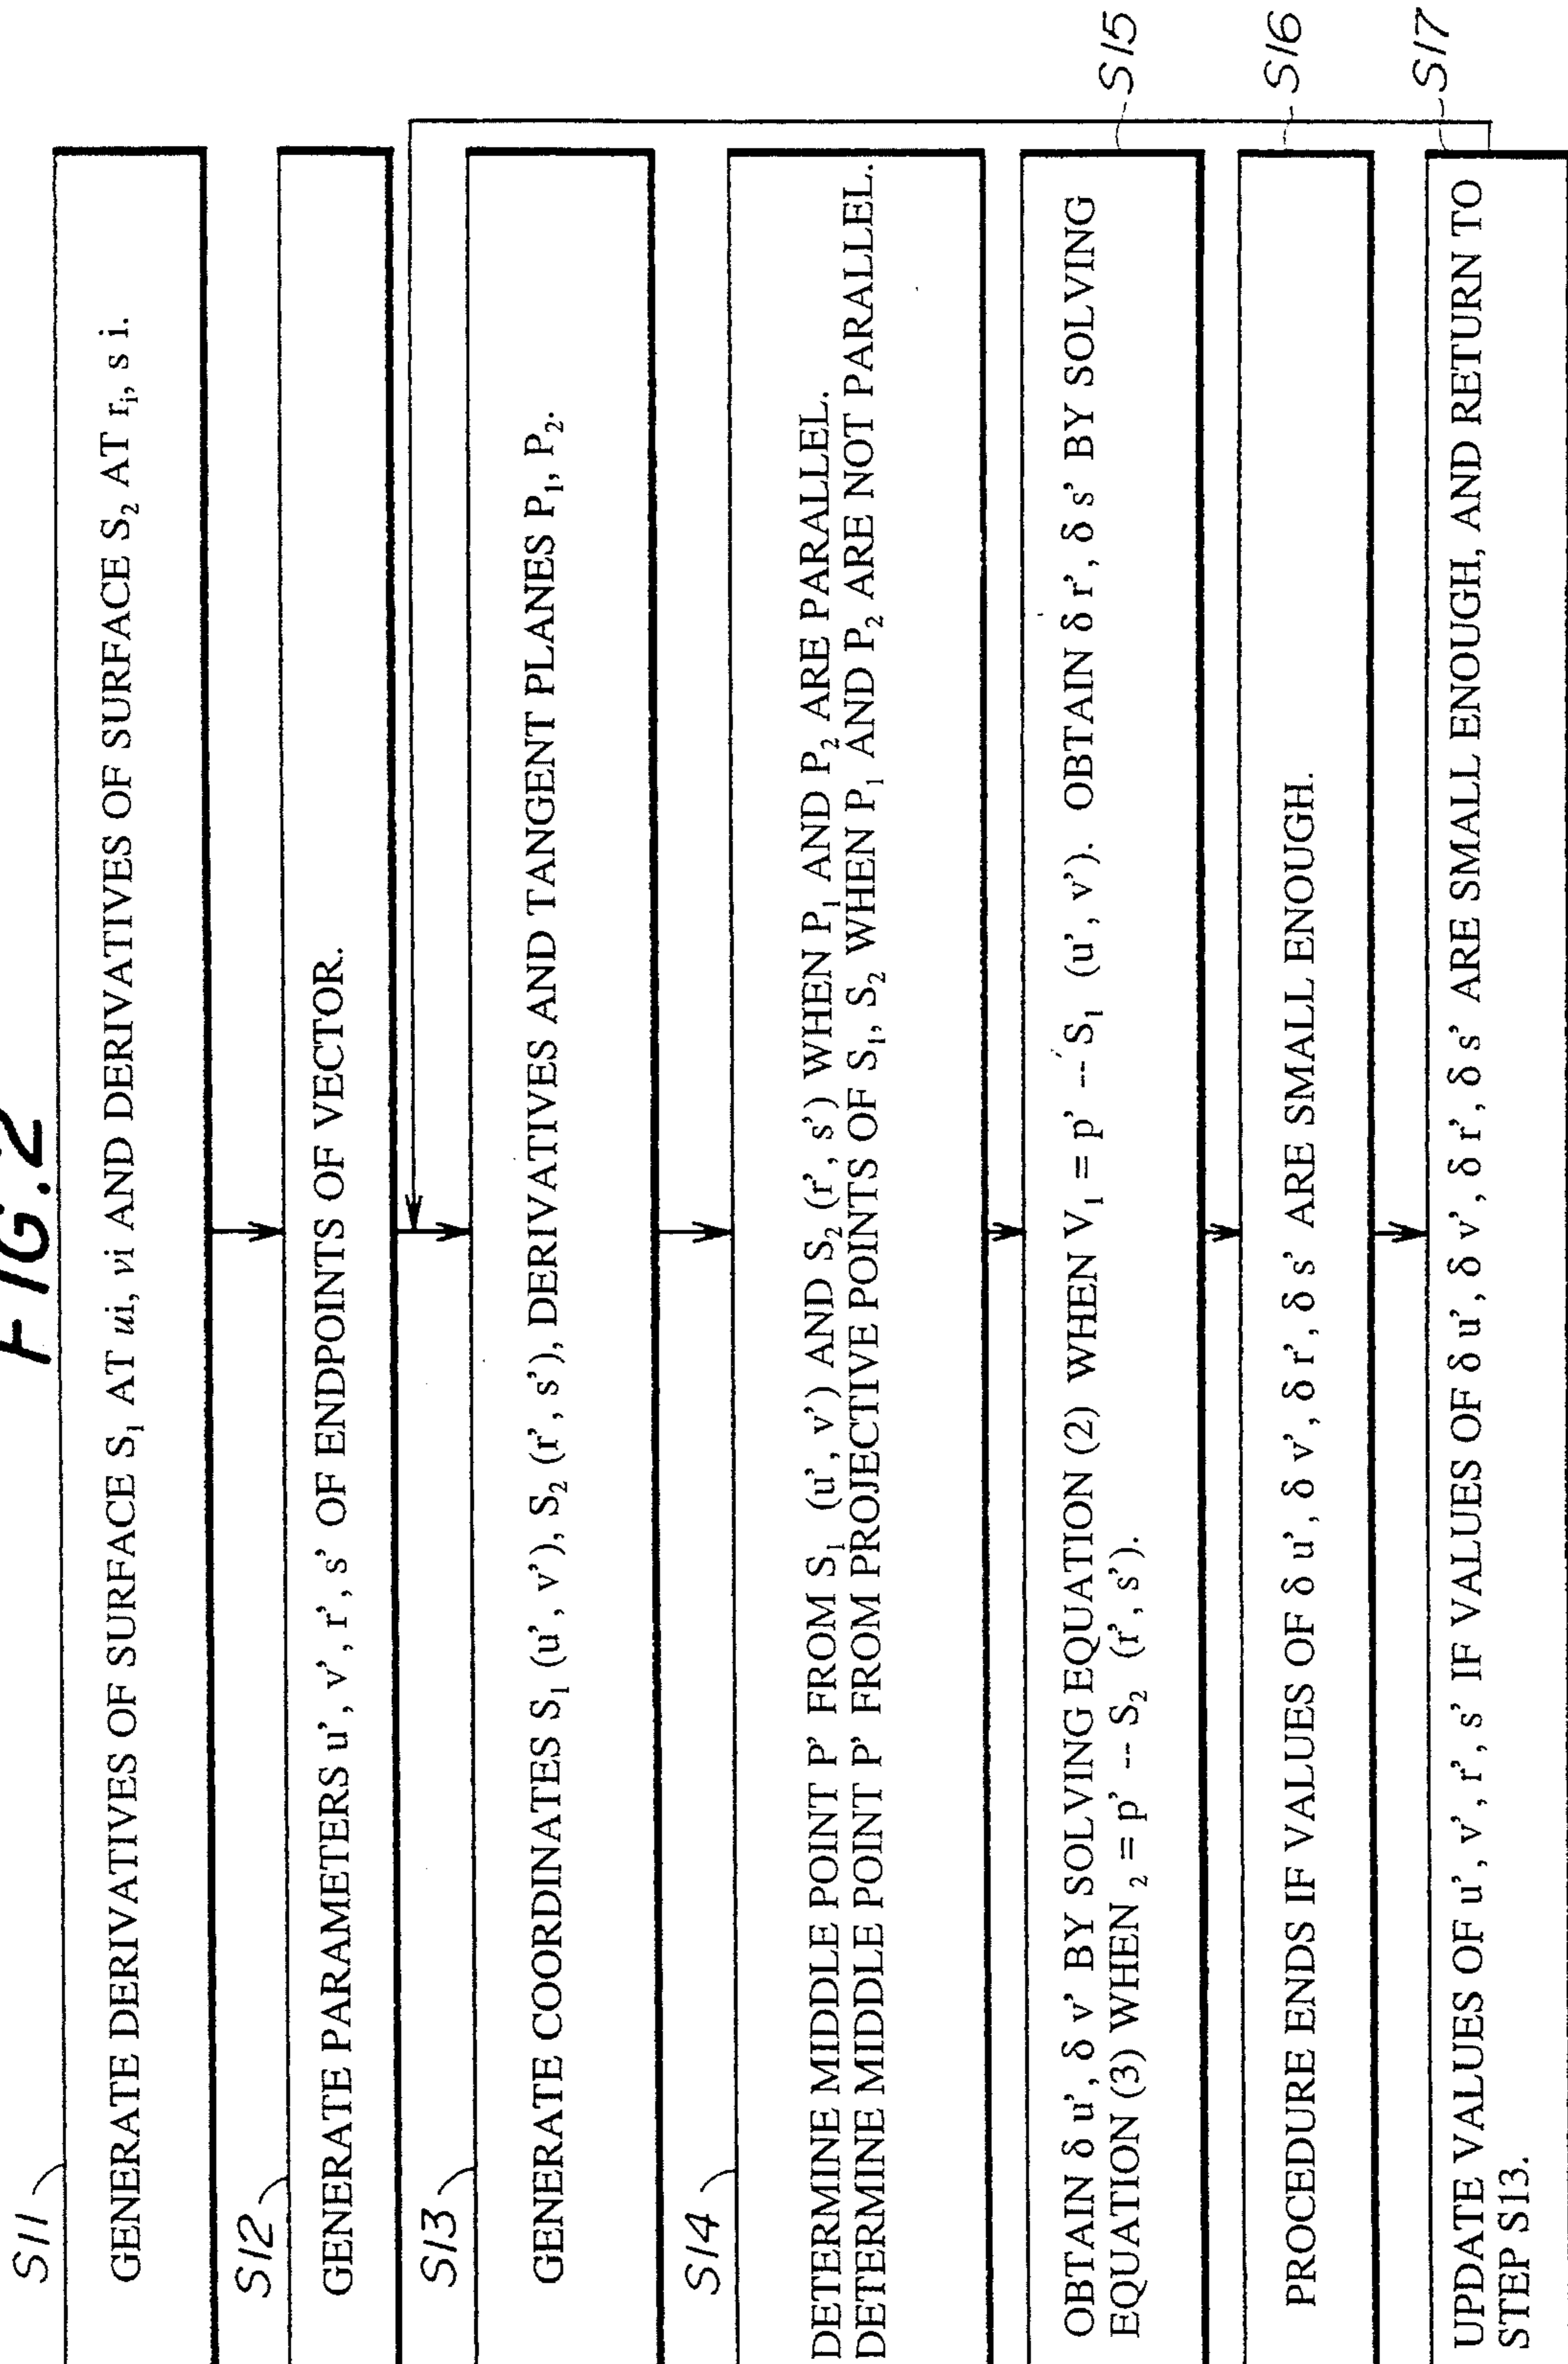 FIG.2
S11
GENERATE DERIVATIVES OF SURFACE S₁ AT ui, vi AND DERIVATIVES OF SURFACE S₂ AT rᵢ, s i.
S12
GENERATE PARAMETERS u', v', r', s' OF ENDPOINTS OF VECTOR.
S13
GENERATE COORDINATES S₁ (u', v'), S₂ (r', s'), DERIVATIVES AND TANGENT PLANES P₁, P₂.
S14
DETERMINE MIDDLE POINT P' FROM S₁ (u', v') AND S₂ (r', s') WHEN P₁ AND P₂ ARE PARALLEL.
DETERMINE MIDDLE POINT P' FROM PROJECTIVE POINTS OF S₁, S₂ WHEN P₁ AND P₂ ARE NOT PARALLEL.
S15
OBTAIN δ u', δ v' BY SOLVING EQUATION (2) WHEN V₁ = p' -- S₁ (u', v'). OBTAIN δ r', δ s' BY SOLVING
EQUATION (3) WHEN ₂ = p' -- S₂ (r', s').
S16
PROCEDURE ENDS IF VALUES OF δ u', δ v', δ r', δ s' ARE SMALL ENOUGH.
S17
UPDATE VALUES OF u', v', r', s' IF VALUES OF δ u', δ v', δ r', δ s' ARE SMALL ENOUGH, AND RETURN TO
STEP S13.